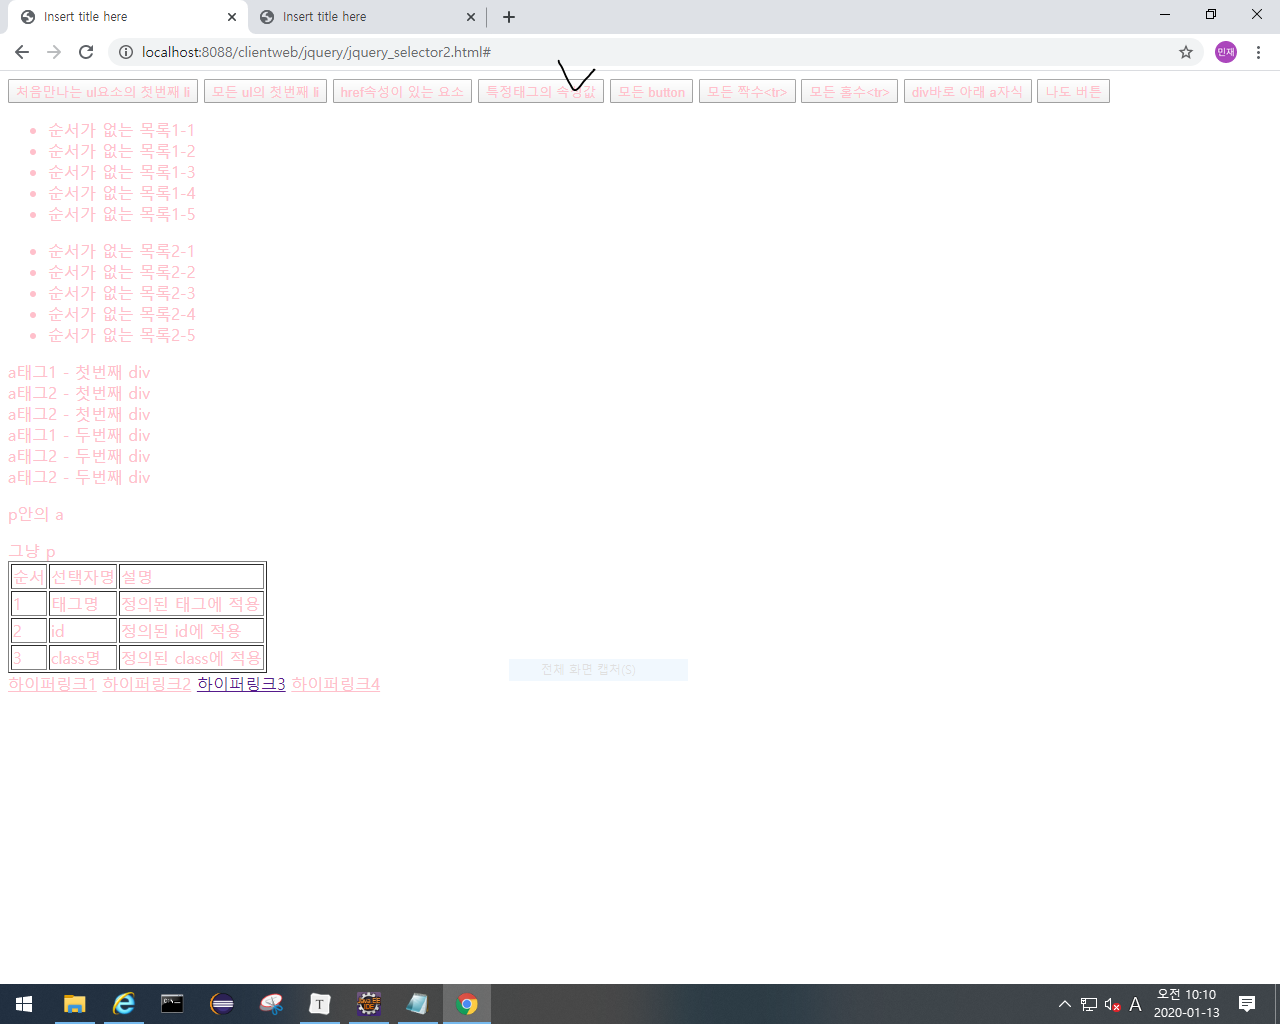 Insert title here
Insert title here
localhost:8088/clientweb/jquery/jquery_selector2.html#
민재
처음만나는 ul요소의 첫번째 li
모든 ul의 첫번째 li
href속성이 있는 요소
특정태그의 속성값
모든 button
모든 짝수<tr>
모든 홀수<tr>
div바로 아래 a자식
나도 버튼
순서가 없는 목록1-1
순서가 없는 목록1-2
순서가 없는 목록1-3
순서가 없는 목록1-4
순서가 없는 목록1-5
순서가 없는 목록2-1
순서가 없는 목록2-2
순서가 없는 목록2-3
순서가 없는 목록2-4
순서가 없는 목록2-5
a태그1 - 첫번째 div
a태그2 - 첫번째 div
a태그2 - 첫번째 div
a태그1 - 두번째 div
a태그2 - 두번째 div
a태그2 - 두번째 div
p안의 a
그냥 p
순서 선택자명 설명
1 태그명 정의된 태그에 적용
2 id 정의된 id에 적용
3 class명 정의된 class에 적용
전체 화면 캡처(S)
하이퍼링크1 하이퍼링크2 하이퍼링크3 하이퍼링크4
A
오전 10:10
2020-01-13